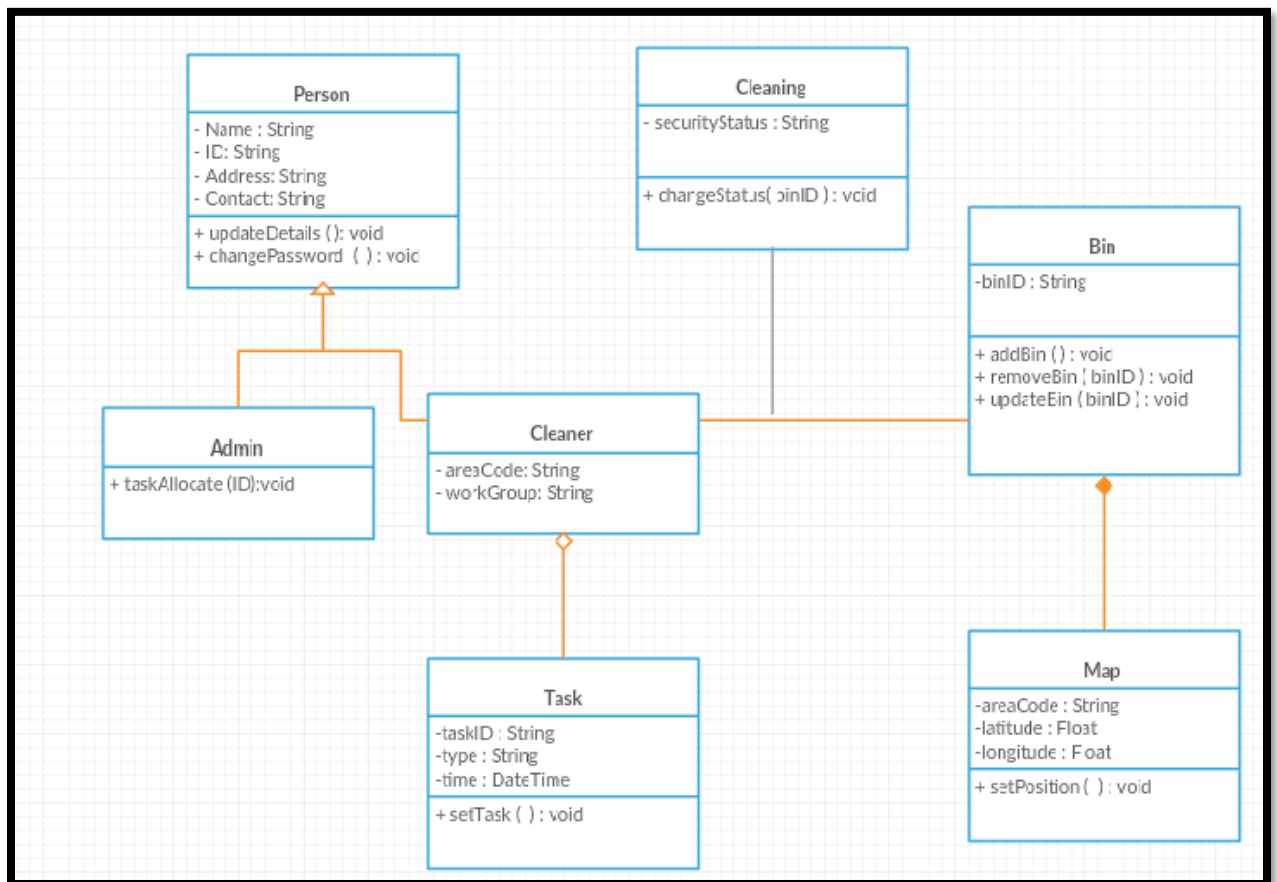 Person
- Name : String
- ID: String
- Address: String
- Contact: String
+ updateDetails (): void
+ changePassword ( ) : void
Cleaning
- securityStatus : String
+ changeStatus( binID ) : void
Bin
-binID : String
+ addBin () : void
+ removeBin ( binID ) : void
+ updateBin ( binID ) : void
Admin
+ taskAllocate (ID):void
Cleaner
- areaCode: String
- workGroup: String
Task
-taskID : String
-type : String
-time : DateTime
+ setTask ( ) : void
Map
-areaCode : String
-latitude : Float
-longitude : Float
+ setPosition ( ) : void